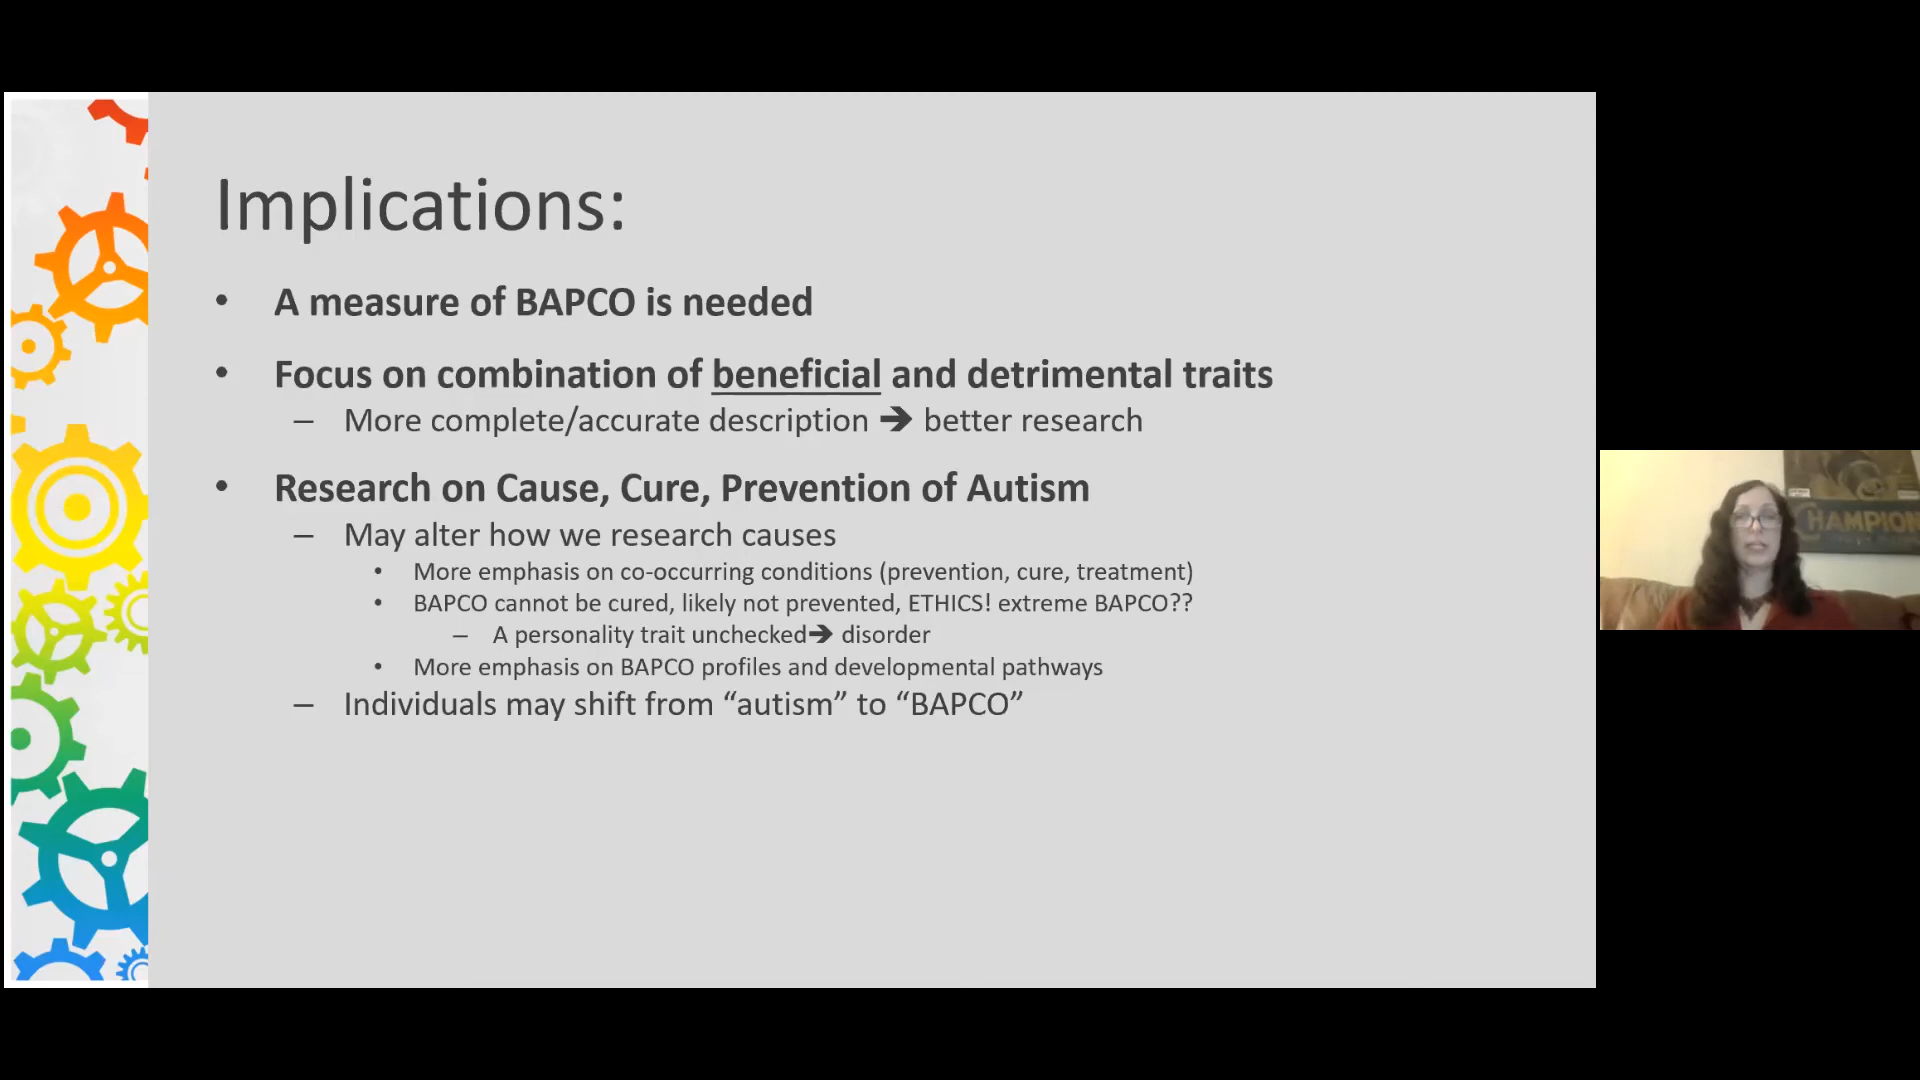 Implications:
• A measure of BAPCO is needed
• Focus on combination of beneficial and detrimental traits
– More complete/accurate description ➔ better research
• Research on Cause, Cure, Prevention of Autism
– May alter how we research causes
• More emphasis on co-occurring conditions (prevention, cure, treatment)
• BAPCO cannot be cured, likely not prevented, ETHICS! extreme BAPCO??
– A personality trait unchecked➔ disorder
• More emphasis on BAPCO profiles and developmental pathways
– Individuals may shift from “autism” to “BAPCO”
HAMPION